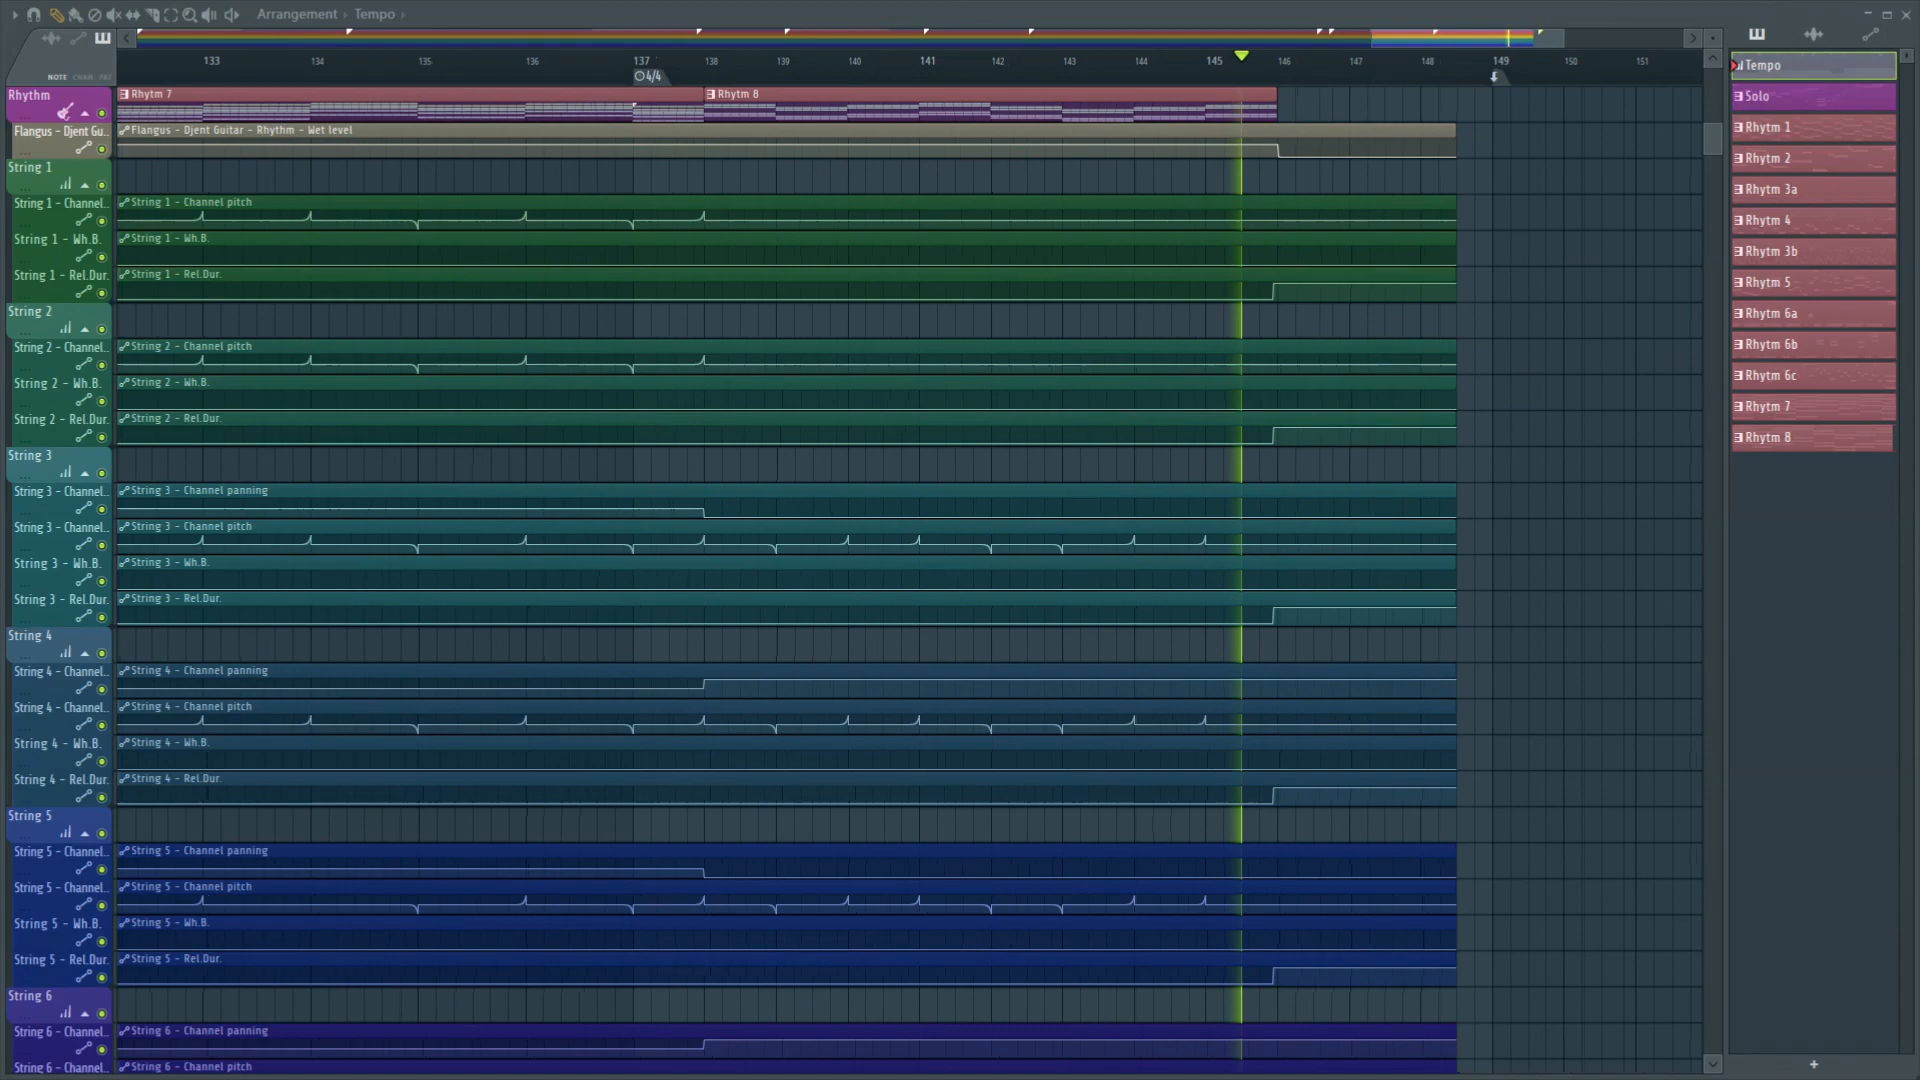 Arrangement › Tempo ›
NOTE CHAN PAT
133 134 135 136 137 138 139 140 141 142 143 144 145 146 147 148 149 150 151
4/4
Rhythm
Rhytm 7
Rhytm 8
Flangus - Djent Gu..
Flangus - Djent Guitar - Rhythm - Wet level
String 1
String 1 - Channel..
String 1 - Channel pitch
String 1 - Wh.B.
String 1 - Wh.B.
String 1 - Rel.Dur.
String 1 - Rel.Dur.
String 2
String 2 - Channel..
String 2 - Channel pitch
String 2 - Wh.B.
String 2 - Wh.B.
String 2 - Rel.Dur.
String 2 - Rel.Dur.
String 3
String 3 - Channel..
String 3 - Channel panning
String 3 - Channel..
String 3 - Channel pitch
String 3 - Wh.B.
String 3 - Wh.B.
String 3 - Rel.Dur.
String 3 - Rel.Dur.
String 4
String 4 - Channel..
String 4 - Channel panning
String 4 - Channel..
String 4 - Channel pitch
String 4 - Wh.B.
String 4 - Wh.B.
String 4 - Rel.Dur.
String 4 - Rel.Dur.
String 5
String 5 - Channel..
String 5 - Channel panning
String 5 - Channel..
String 5 - Channel pitch
String 5 - Wh.B.
String 5 - Wh.B.
String 5 - Rel.Dur.
String 5 - Rel.Dur.
String 6
String 6 - Channel..
String 6 - Channel panning
String 6 - Channel..
String 6 - Channel pitch
Tempo
Solo
Rhytm 1
Rhytm 2
Rhytm 3a
Rhytm 4
Rhytm 3b
Rhytm 5
Rhytm 6a
Rhytm 6b
Rhytm 6c
Rhytm 7
Rhytm 8
+